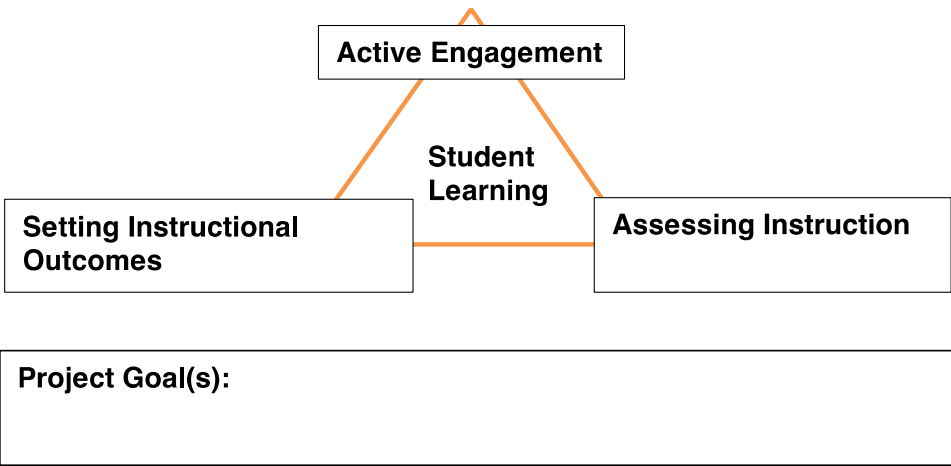 Active Engagement
Student
Learning
Setting Instructional
Outcomes
Assessing Instruction
Project Goal(s):